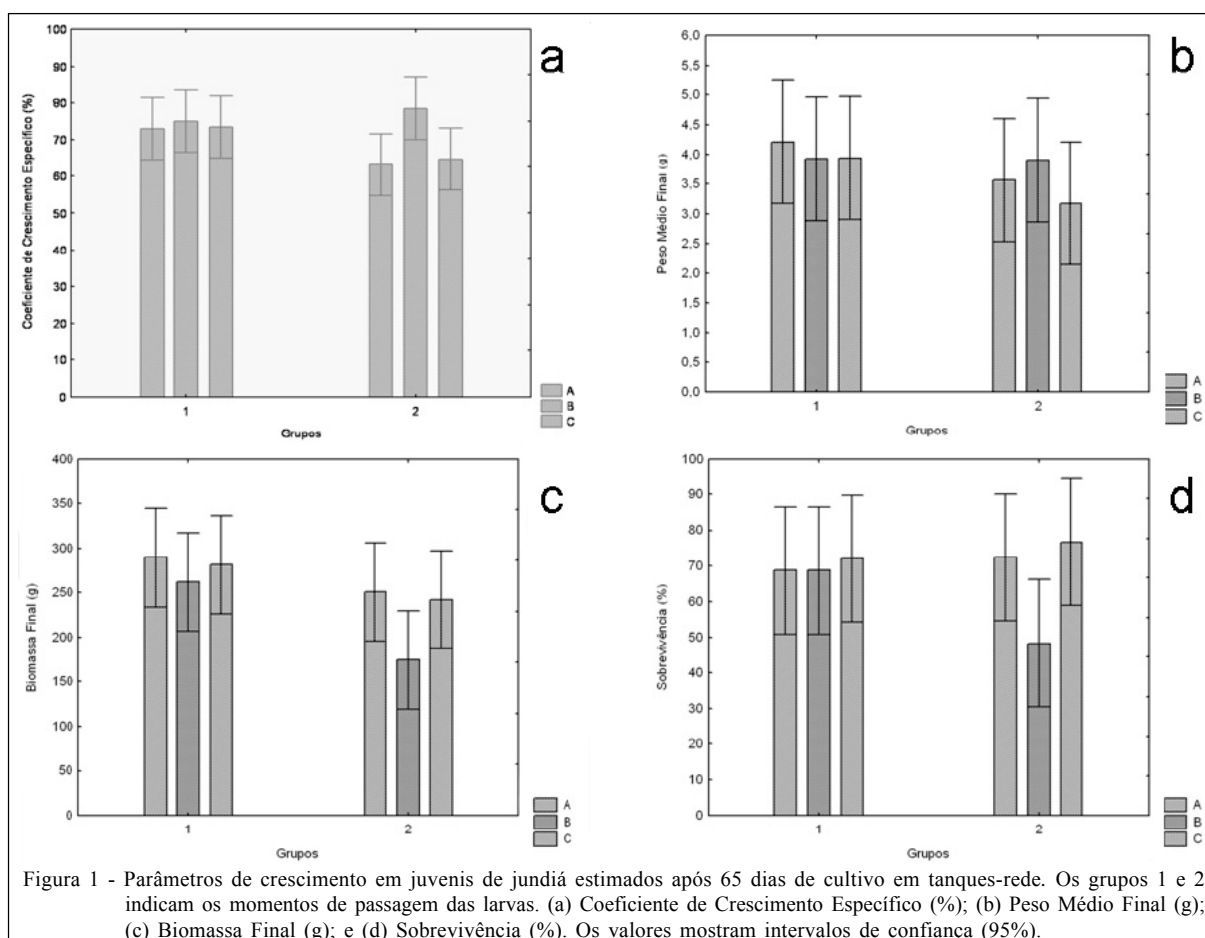 a
Coeficiente de Crescimento Específico (%)
100
90
80
70
60
50
40
30
20
10
0
1
2
Grupos
A
B
C
b
Peso Médio Final (g)
6,0
5,5
5,0
4,5
4,0
3,5
3,0
2,5
2,0
1,5
1,0
0,5
0,0
1
2
Grupos
A
B
C
c
Biomassa Final (g)
400
350
300
250
200
150
100
50
0
1
2
Grupos
A
B
C
d
Sobrevivência (%)
100
90
80
70
60
50
40
30
20
10
0
1
2
Grupos
A
B
C
Figura 1 - Parâmetros de crescimento em juvenis de jundiá estimados após 65 dias de cultivo em tanques-rede. Os grupos 1 e 2
indicam os momentos de passagem das larvas. (a) Coeficiente de Crescimento Específico (%); (b) Peso Médio Final (g);
(c) Biomassa Final (g); e (d) Sobrevivência (%). Os valores mostram intervalos de confiança (95%).